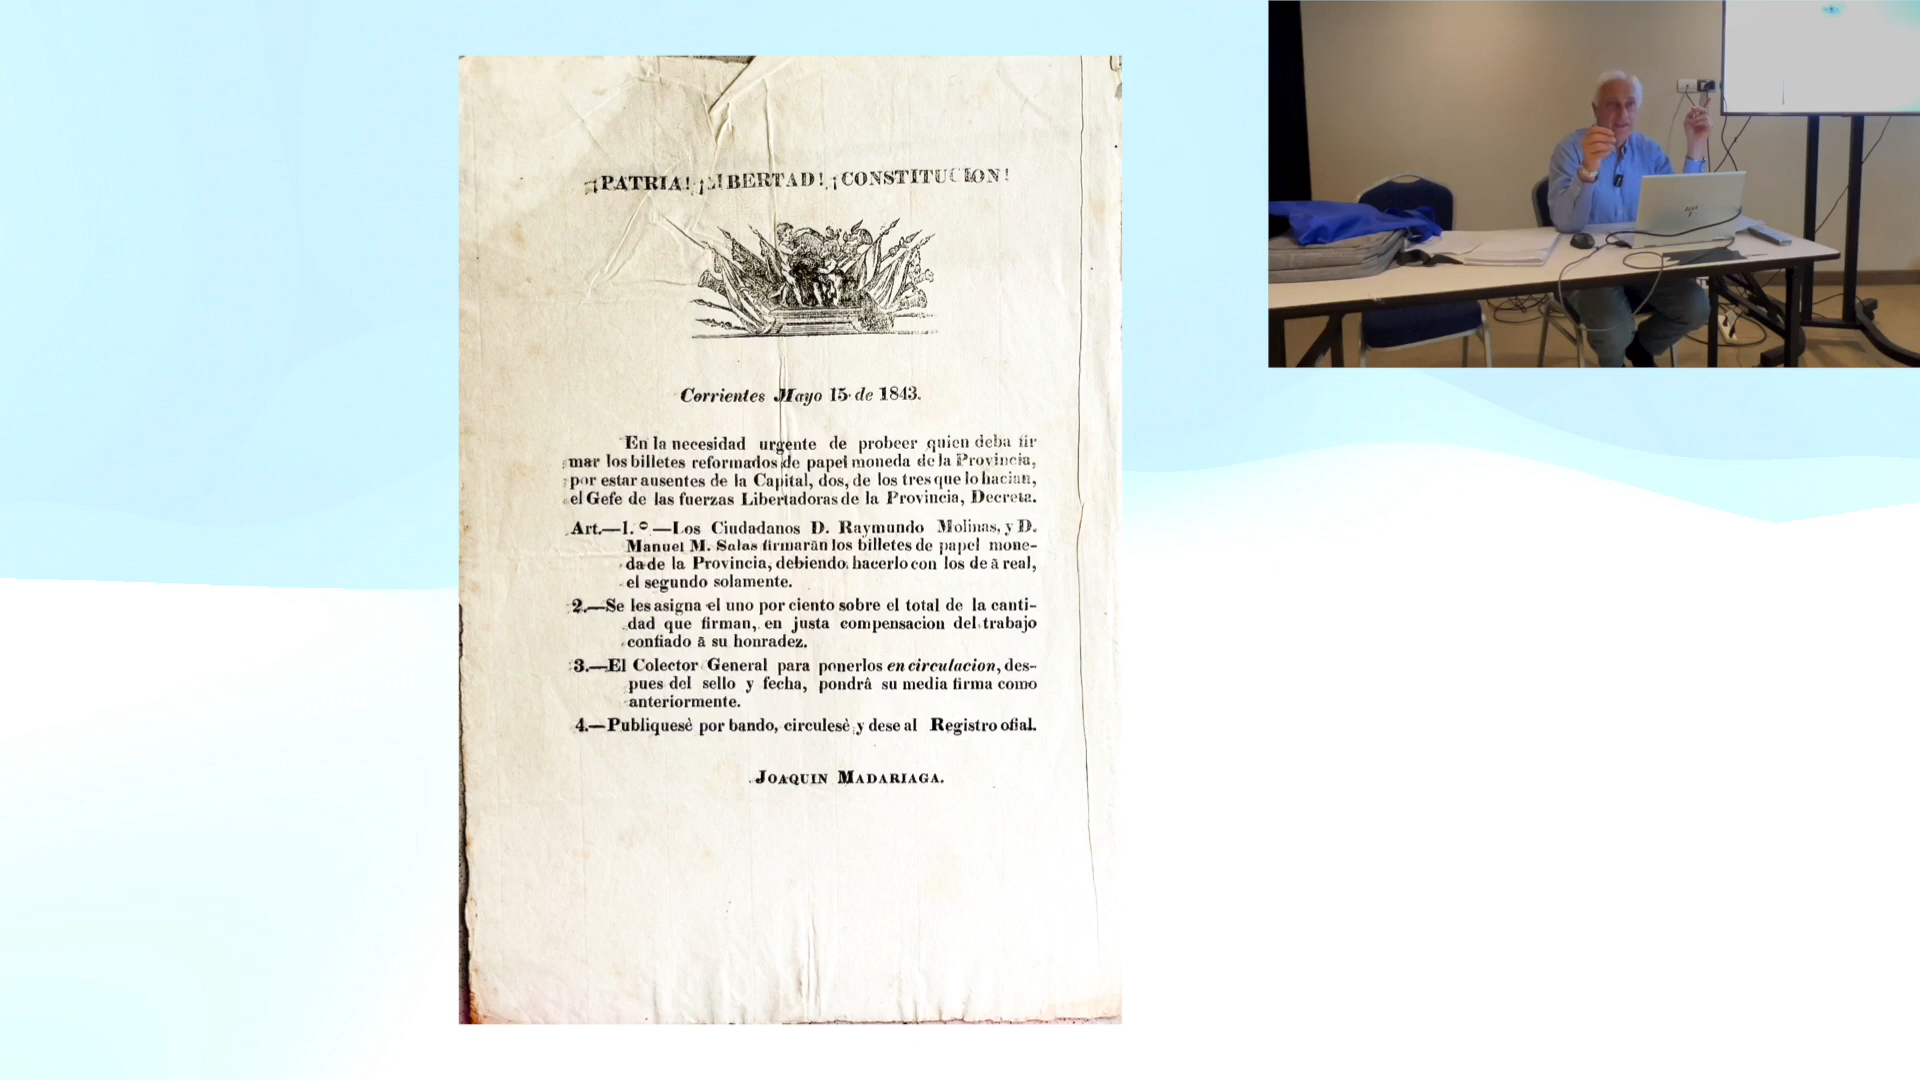 ¡PATRIA! ¡LIBERTAD! ¡CONSTITUCION!
Corrientes Mayo 15 de 1843.
En la necesidad urgente de probeer quien deba fir
mar los billetes reformados de papel moneda de la Provincia,
por estar ausentes de la Capital, dos, de los tres que lo hacian,
el Gefe de las fuerzas Libertadoras de la Provincia, Decreta.
Art.—1.º—Los Ciudadanos D. Raymundo Molinas, y D.
Manuel M. Salas firmarān los billetes de papel mone-
da de la Provincia, debiendo hacerlo con los de ā real,
el segundo solamente.
2.—Se les asigna el uno por ciento sobre el total de la canti-
dad que firman, en justa compensacion del trabajo
confiado ā su honradez.
3.—El Colector General para ponerlos en circulacion, des-
pues del sello y fecha, pondrâ su media firma como
anteriormente.
4.—Publiquesè por bando, circulesè y dese al Registro ofial.
JOAQUIN MADARIAGA.